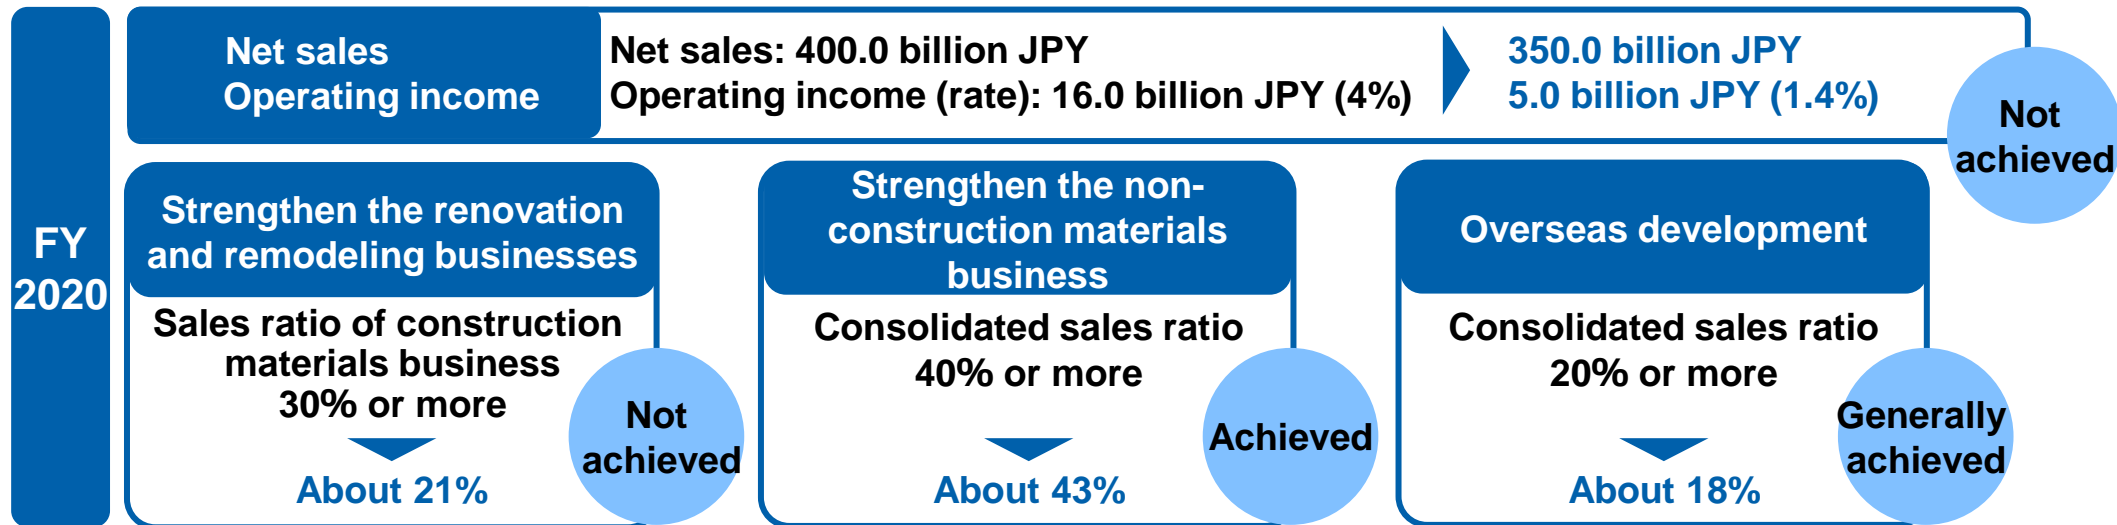 FY
2020
Net sales
Operating income
Net sales: 400.0 billion JPY
Operating income (rate): 16.0 billion JPY (4%)
350.0 billion JPY
5.0 billion JPY (1.4%)
Not
achieved
Strengthen the renovation
and remodeling businesses
Sales ratio of construction
materials business
30% or more
About 21%
Not
achieved
Strengthen the non-
construction materials
business
Consolidated sales ratio
40% or more
About 43%
Achieved
Overseas development
Consolidated sales ratio
20% or more
About 18%
Generally
achieved